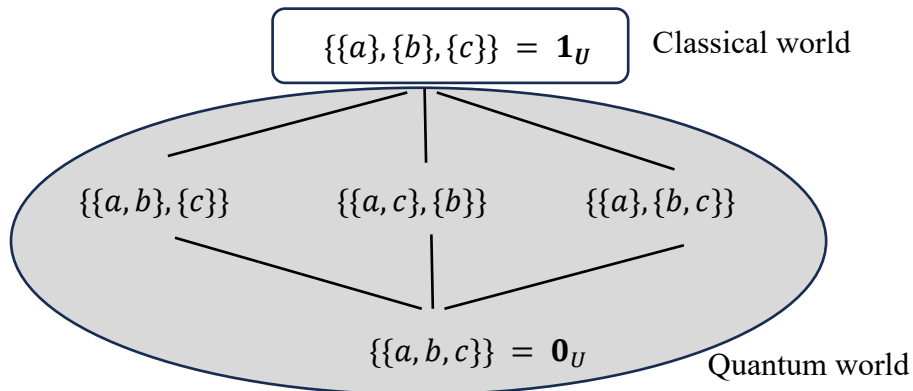 {{a}, {b}, {c}} = 𝟏_U Classical world
{{a, b}, {c}} {{a, c}, {b}} {{a}, {b, c}}
{{a, b, c}} = 𝟎_U Quantum world